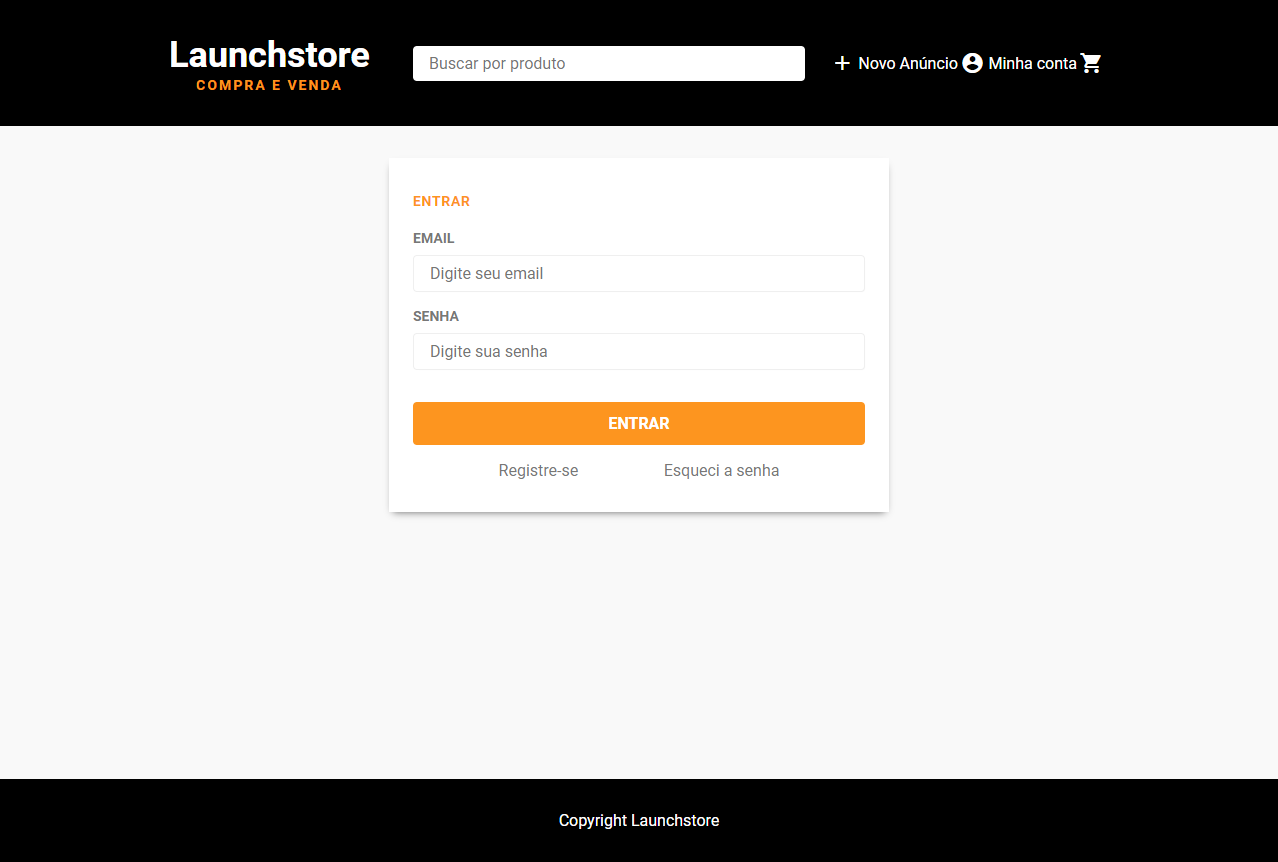 Launchstore
COMPRA E VENDA
Buscar por produto
Novo Anúncio
Minha conta
ENTRAR
EMAIL
Digite seu email
SENHA
Digite sua senha
ENTRAR
Registre-se
Esqueci a senha
Copyright Launchstore